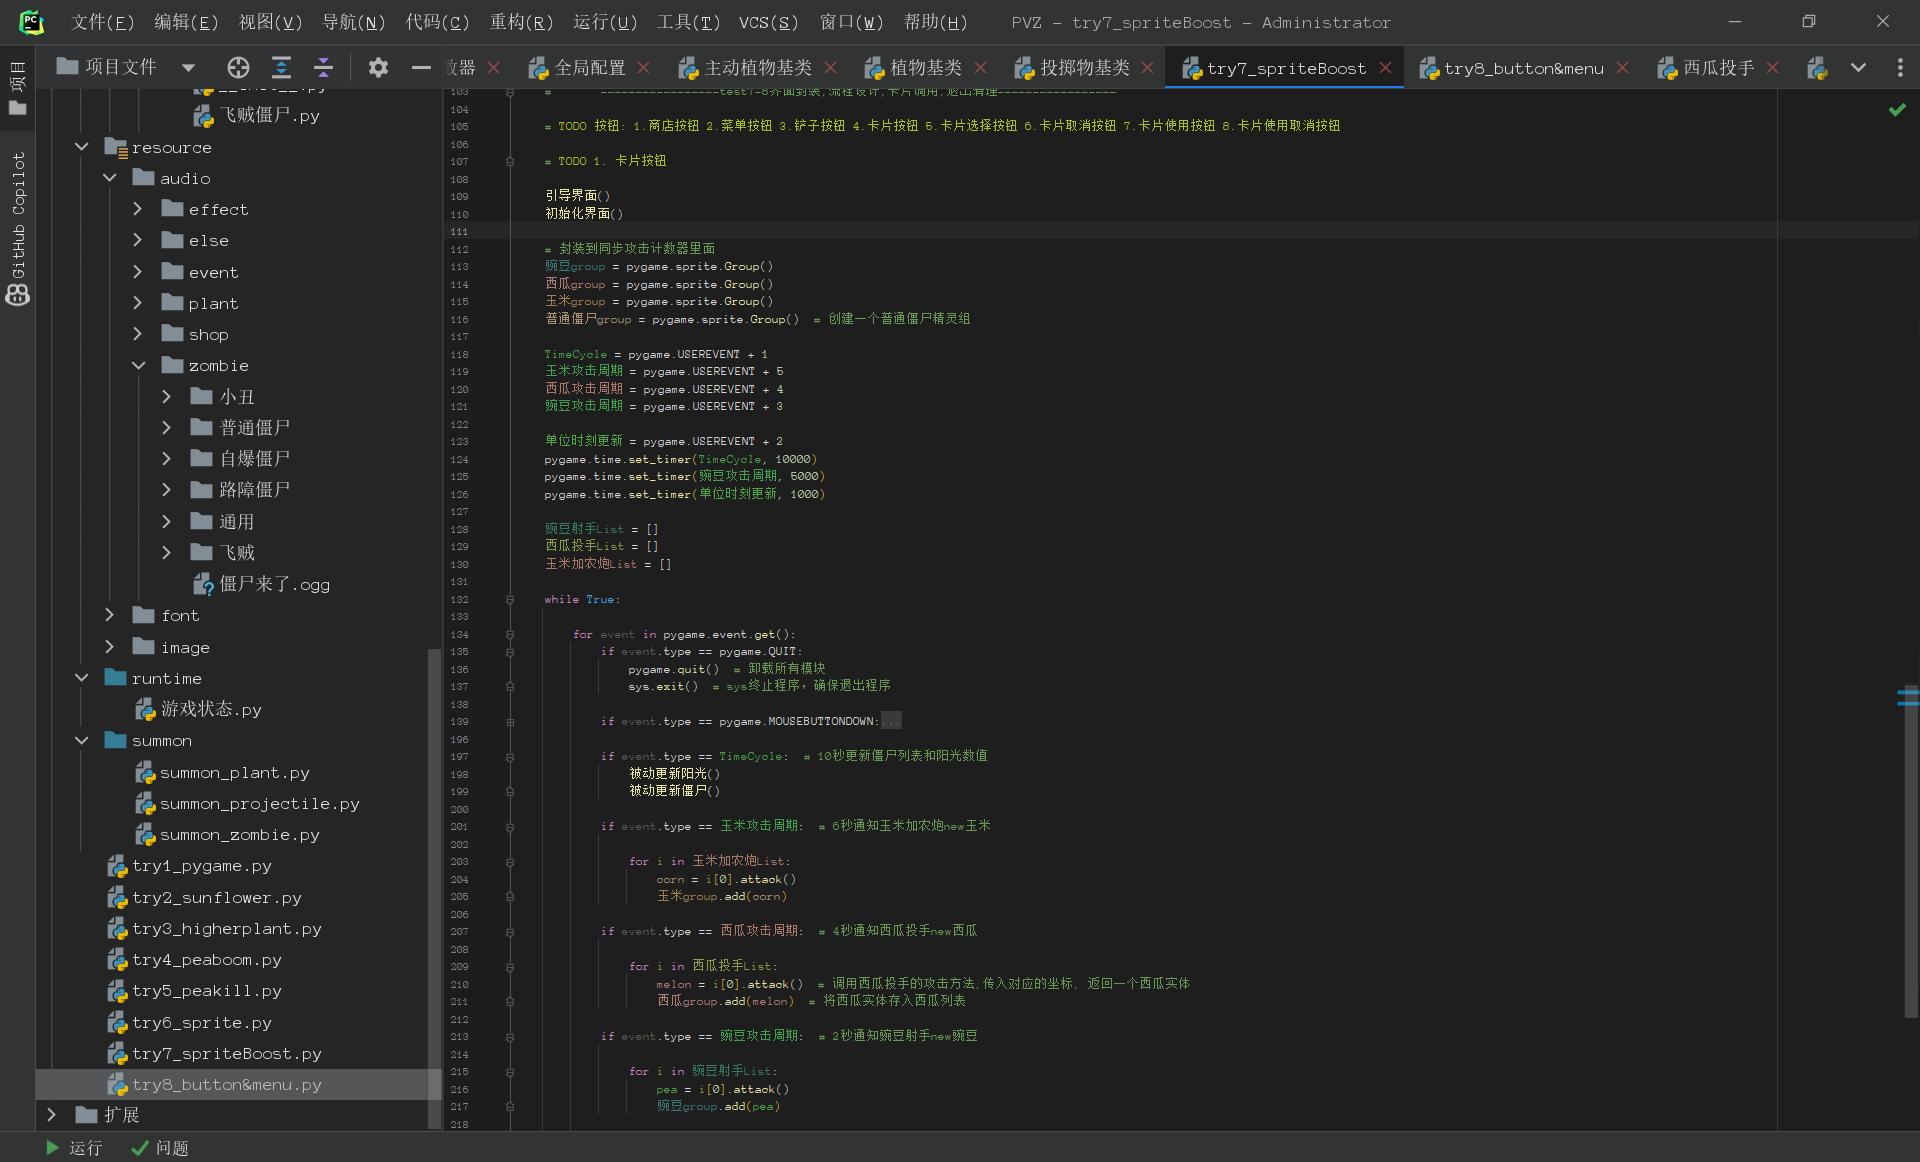 文件(F) 编辑(E) 视图(V) 导航(N) 代码(C) 重构(R) 运行(U) 工具(T) VCS(S) 窗口(W) 帮助(H) PVZ - try7_spriteBoost - Administrator
项目
GitHub Copilot
项目文件
数器 全局配置 主动植物基类 植物基类 投掷物基类 try7_spriteBoost try8_button&menu 西瓜投手
飞贼僵尸.py
resource
audio
effect
else
event
plant
shop
zombie
小丑
普通僵尸
自爆僵尸
路障僵尸
通用
飞贼
僵尸来了.ogg
font
image
runtime
游戏状态.py
summon
summon_plant.py
summon_projectile.py
summon_zombie.py
try1_pygame.py
try2_sunflower.py
try3_higherplant.py
try4_peaboom.py
try5_peakill.py
try6_sprite.py
try7_spriteBoost.py
try8_button&menu.py
扩展
103 # -----------------test7-8界面封装,流程设计,卡片调用,退出清理-----------------
104
105 # TODO 按钮: 1.商店按钮 2.菜单按钮 3.铲子按钮 4.卡片按钮 5.卡片选择按钮 6.卡片取消按钮 7.卡片使用按钮 8.卡片使用取消按钮
106
107 # TODO 1. 卡片按钮
108
109 引导界面()
110 初始化界面()
111
112 # 封装到同步攻击计数器里面
113 豌豆group = pygame.sprite.Group()
114 西瓜group = pygame.sprite.Group()
115 玉米group = pygame.sprite.Group()
116 普通僵尸group = pygame.sprite.Group() # 创建一个普通僵尸精灵组
117
118 TimeCycle = pygame.USEREVENT + 1
119 玉米攻击周期 = pygame.USEREVENT + 5
120 西瓜攻击周期 = pygame.USEREVENT + 4
121 豌豆攻击周期 = pygame.USEREVENT + 3
122
123 单位时刻更新 = pygame.USEREVENT + 2
124 pygame.time.set_timer(TimeCycle, 10000)
125 pygame.time.set_timer(豌豆攻击周期, 5000)
126 pygame.time.set_timer(单位时刻更新, 1000)
127
128 豌豆射手List = []
129 西瓜投手List = []
130 玉米加农炮List = []
131
132 while True:
133
134 for event in pygame.event.get():
135 if event.type == pygame.QUIT:
136 pygame.quit() # 卸载所有模块
137 sys.exit() # sys终止程序，确保退出程序
138
139 if event.type == pygame.MOUSEBUTTONDOWN:...
196
197 if event.type == TimeCycle: # 10秒更新僵尸列表和阳光数值
198 被动更新阳光()
199 被动更新僵尸()
200
201 if event.type == 玉米攻击周期: # 6秒通知玉米加农炮new玉米
202
203 for i in 玉米加农炮List:
204 corn = i[0].attack()
205 玉米group.add(corn)
206
207 if event.type == 西瓜攻击周期: # 4秒通知西瓜投手new西瓜
208
209 for i in 西瓜投手List:
210 melon = i[0].attack() # 调用西瓜投手的攻击方法,传入对应的坐标, 返回一个西瓜实体
211 西瓜group.add(melon) # 将西瓜实体存入西瓜列表
212
213 if event.type == 豌豆攻击周期: # 2秒通知豌豆射手new豌豆
214
215 for i in 豌豆射手List:
216 pea = i[0].attack()
217 豌豆group.add(pea)
218
运行 问题